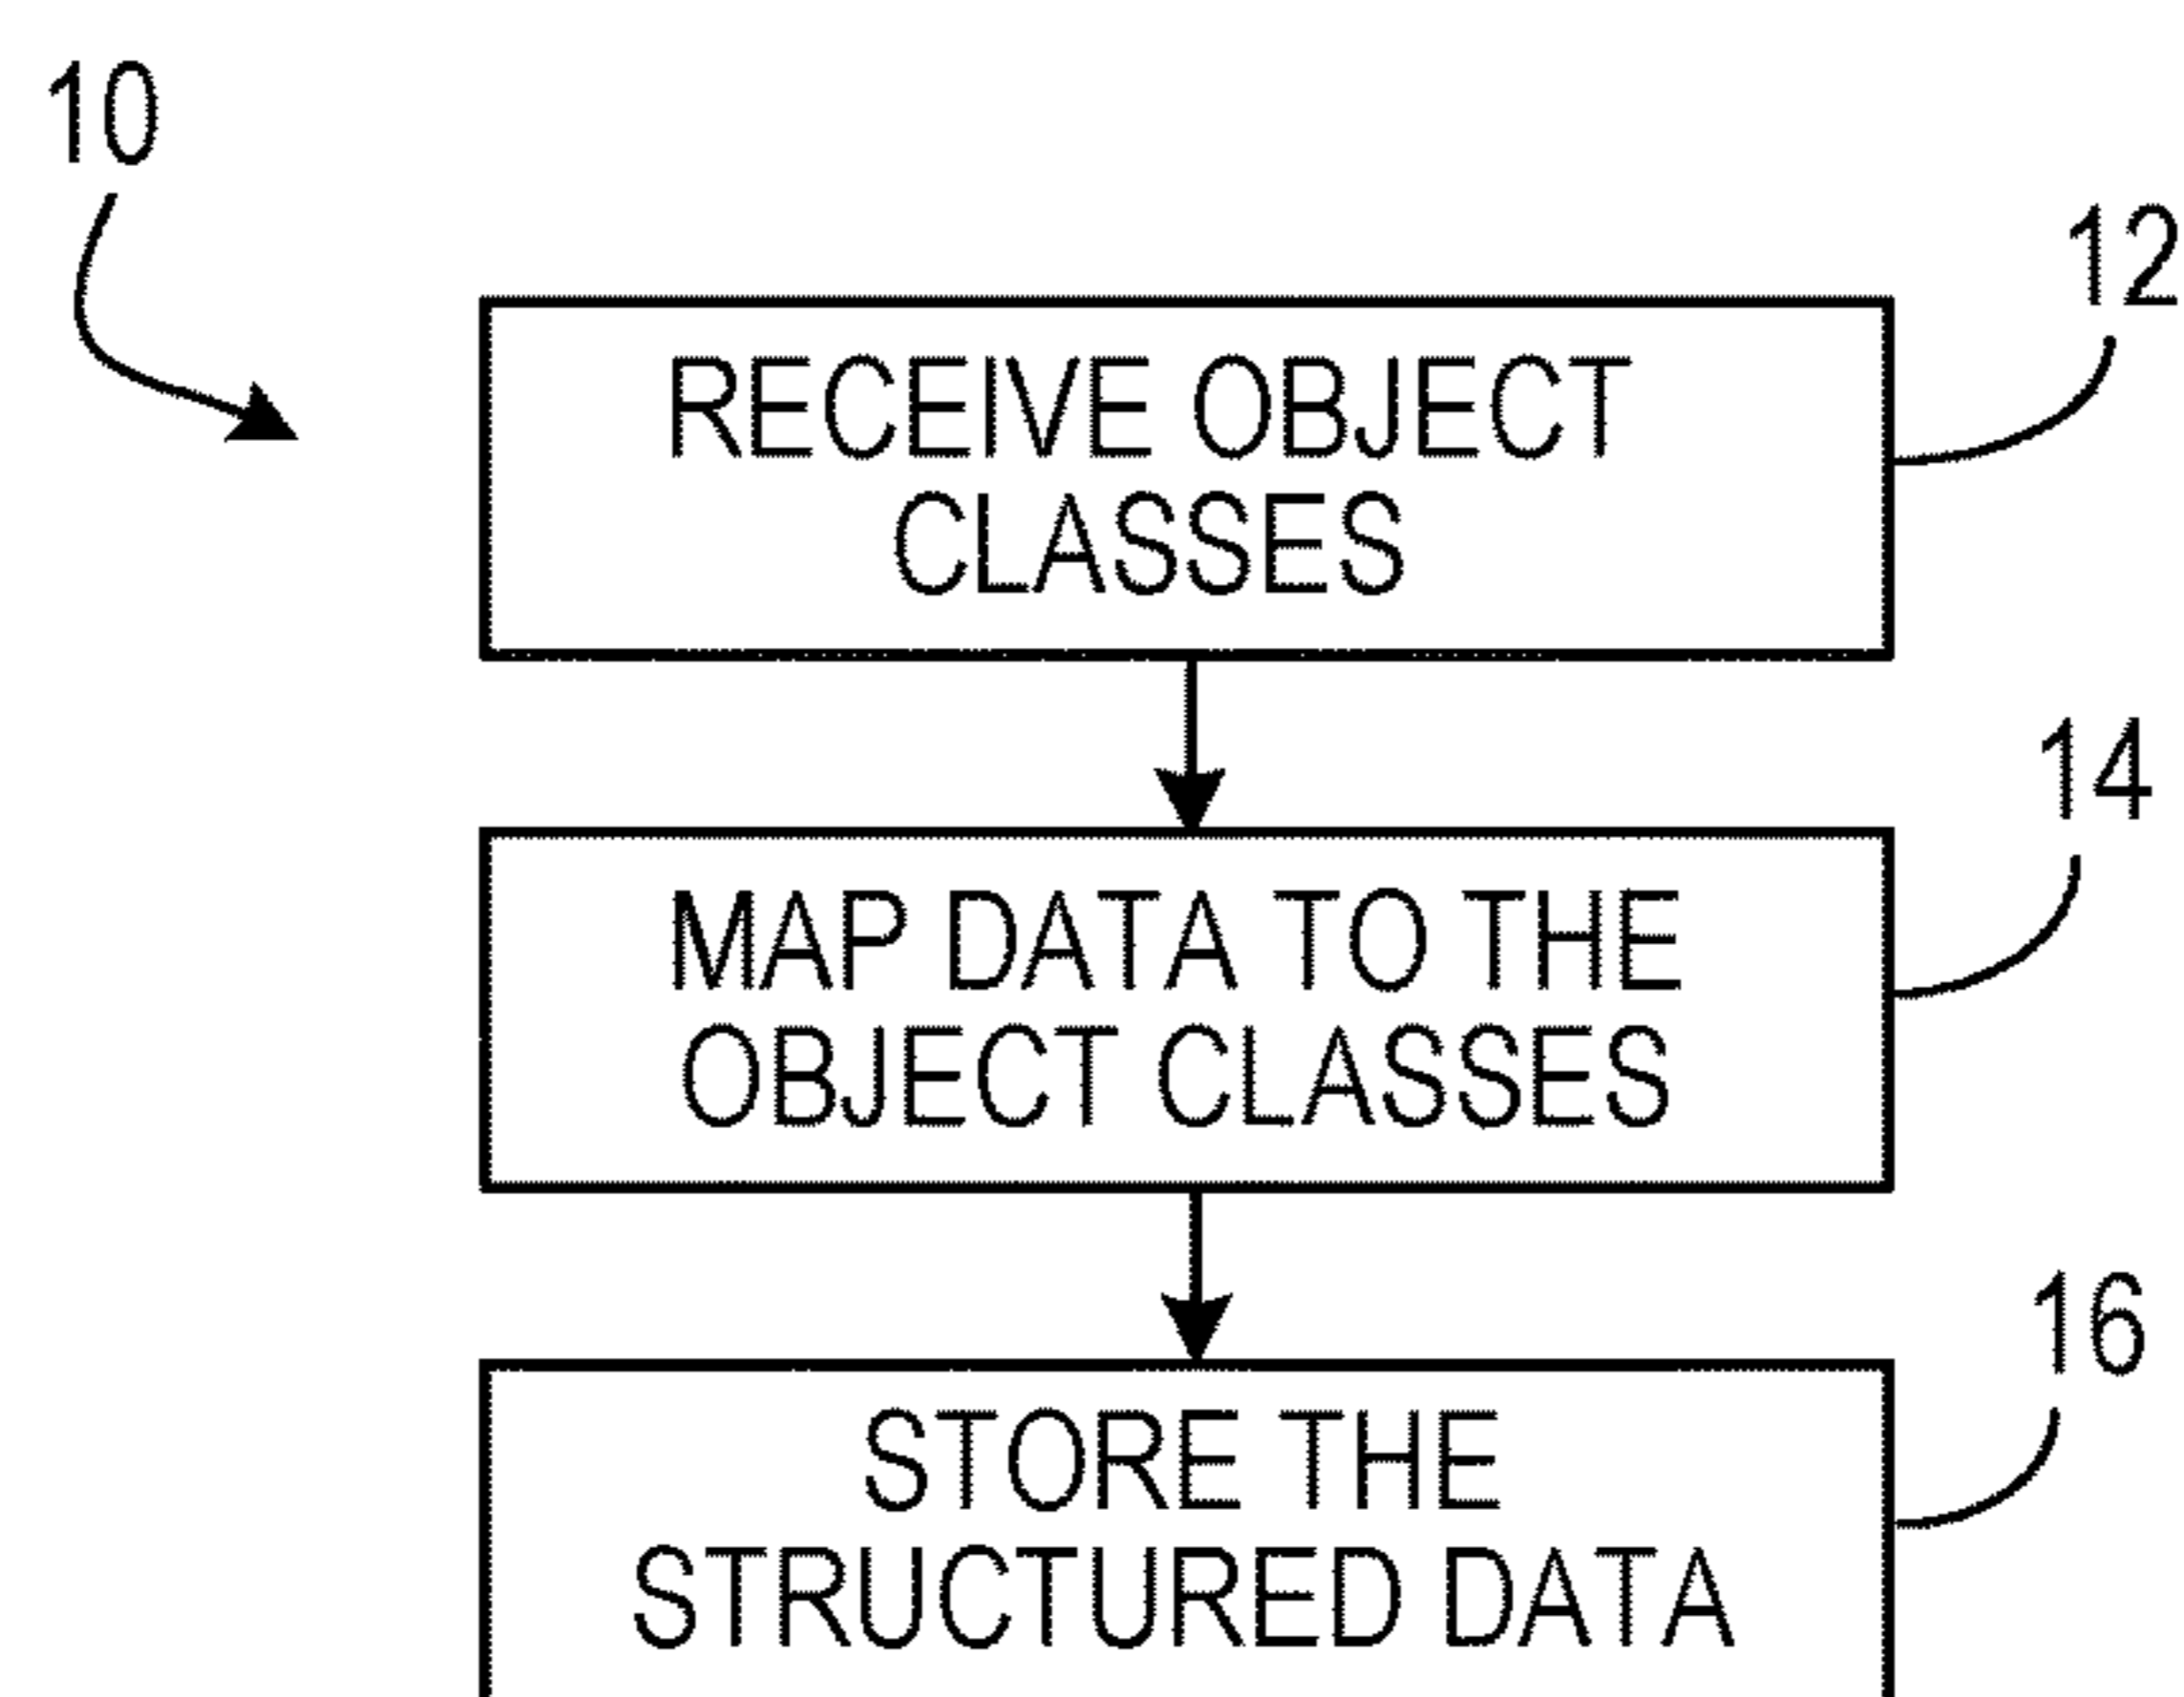 10
12
RECEIVE OBJECT
CLASSES
14
MAP DATA TO THE
OBJECT CLASSES
16
STORE THE
STRUCTURED DATA